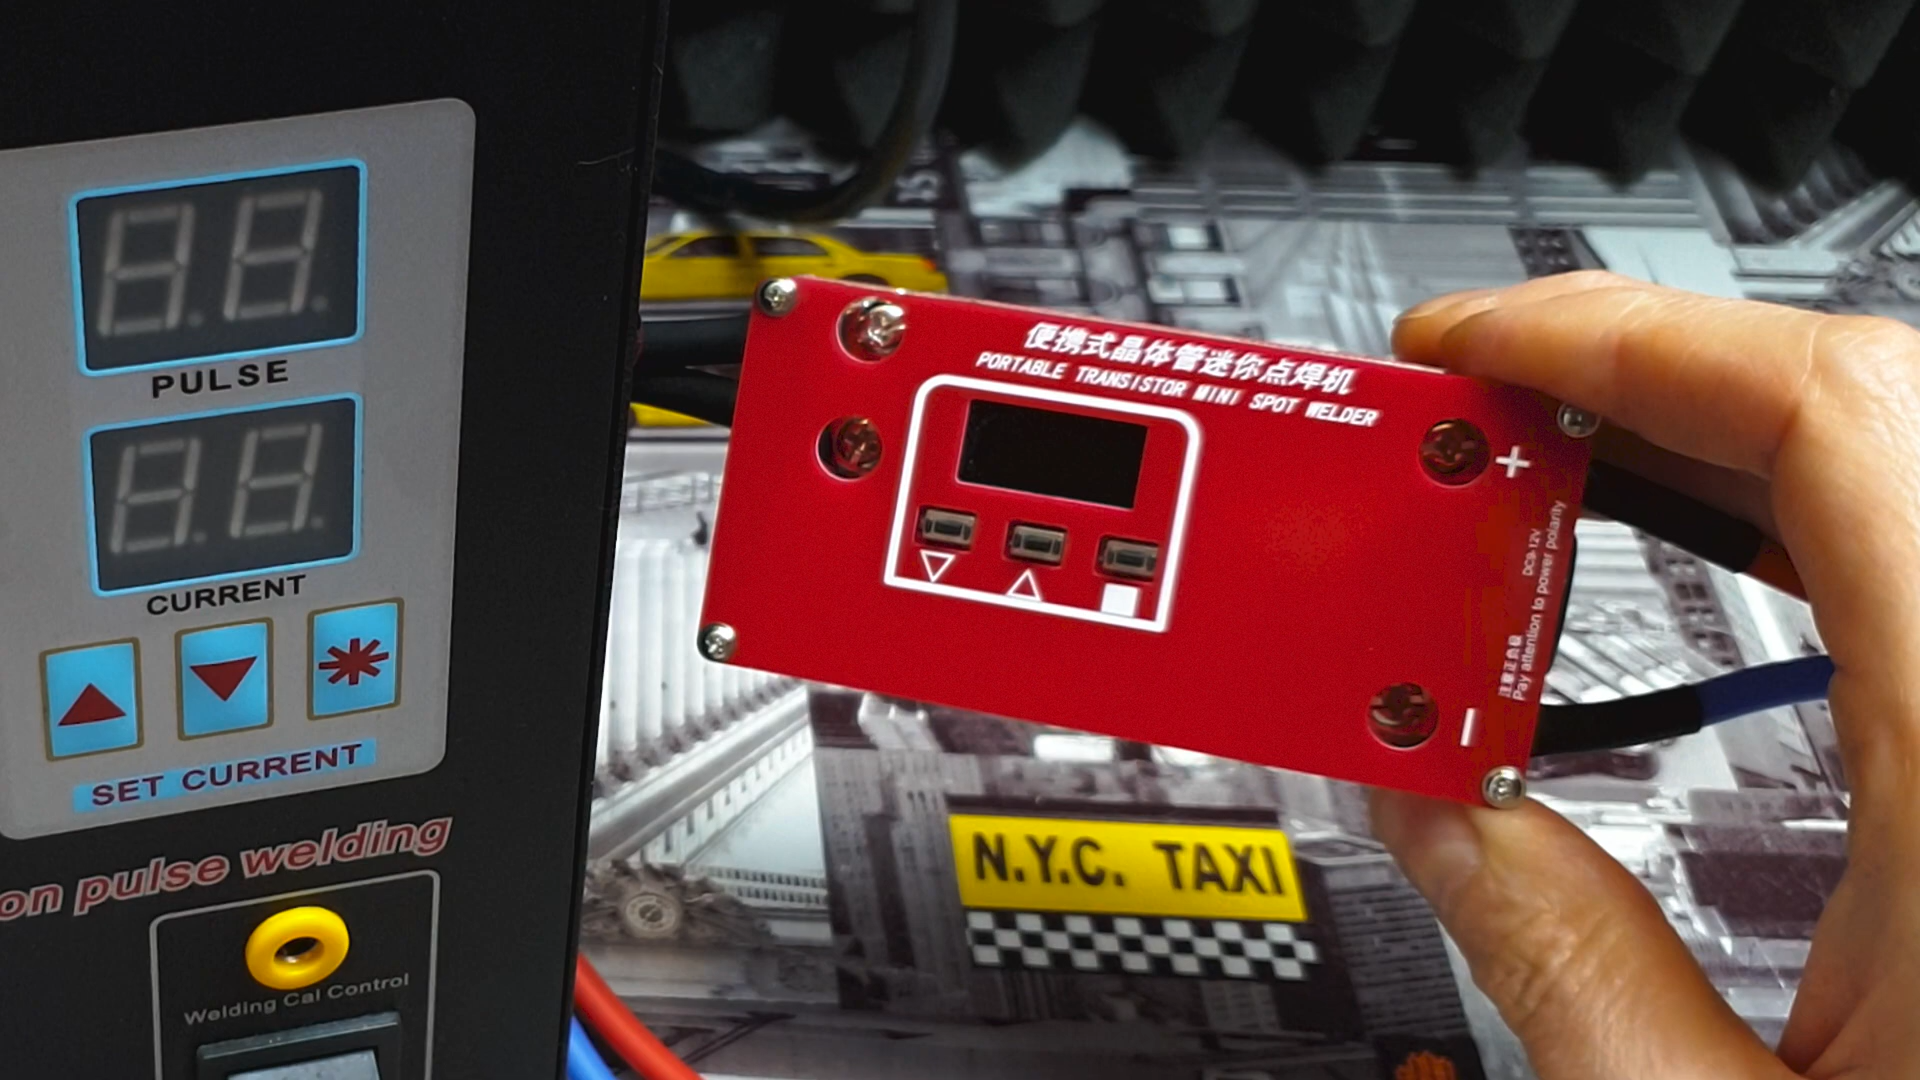 PULSE
CURRENT
SET CURRENT
on pulse welding
Welding Cal Control
便携式晶体管迷你点焊机
PORTABLE TRANSISTOR MINI SPOT WELDER
+
DC9-12V
注意正负极
Pay attention to power polarity
N.Y.C. TAXI